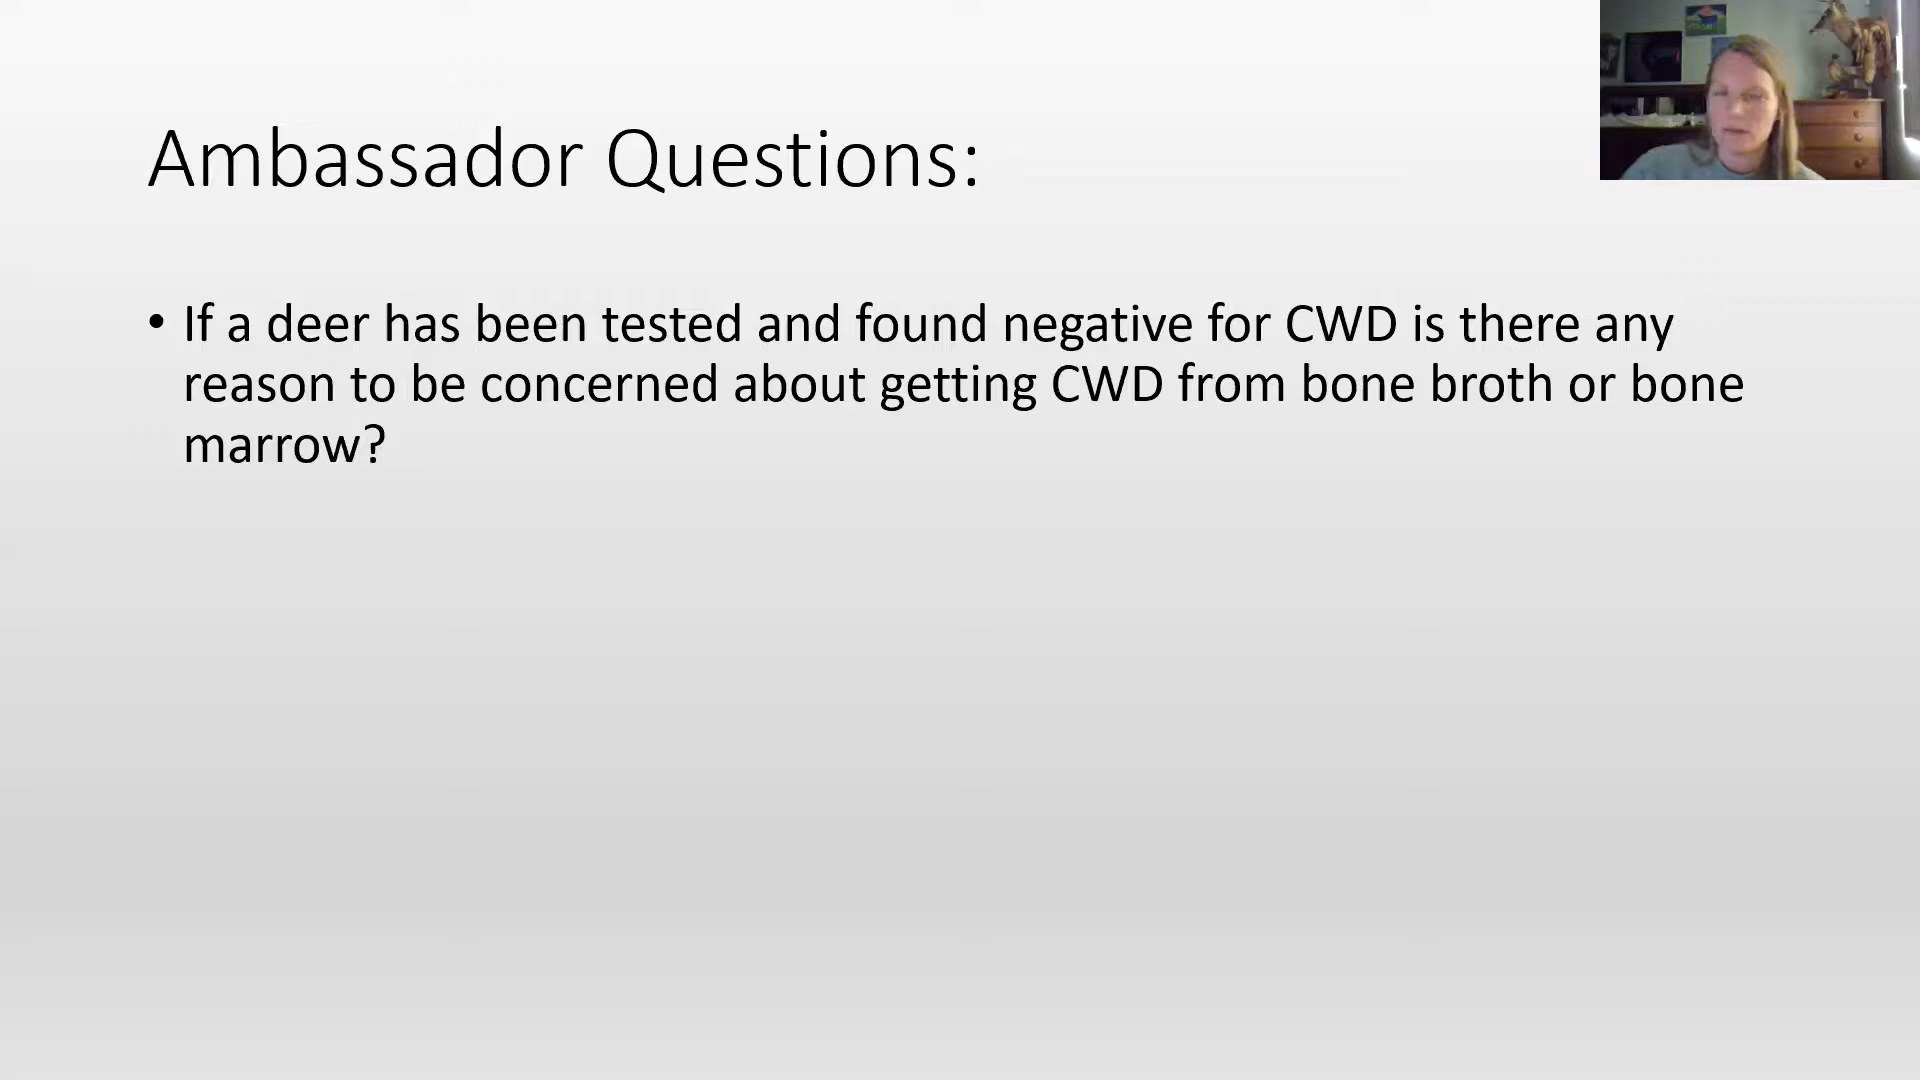 Ambassador Questions:
• If a deer has been tested and found negative for CWD is there any
reason to be concerned about getting CWD from bone broth or bone
marrow?